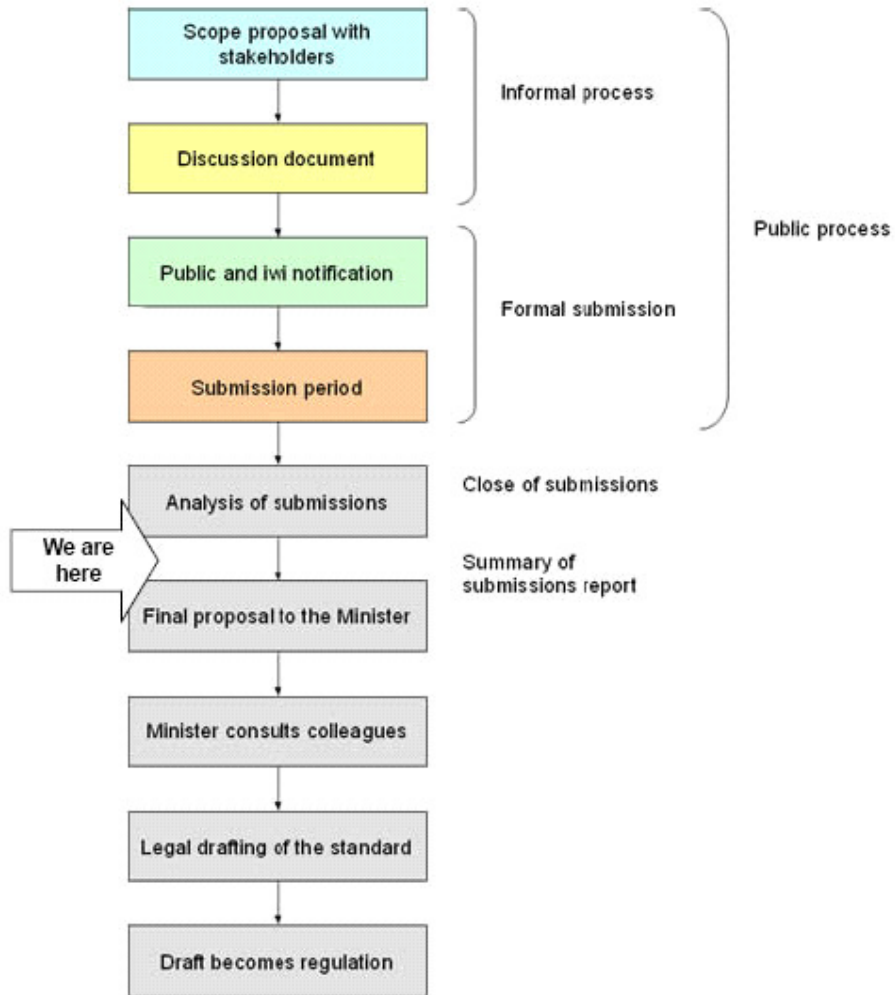 Scope proposal with
stakeholders
Informal process
Discussion document
Public process
Public and iwi notification
Formal submission
Submission period
Analysis of submissions
Close of submissions
We are
here
Summary of
submissions report
Final proposal to the Minister
Minister consults colleagues
Legal drafting of the standard
Draft becomes regulation